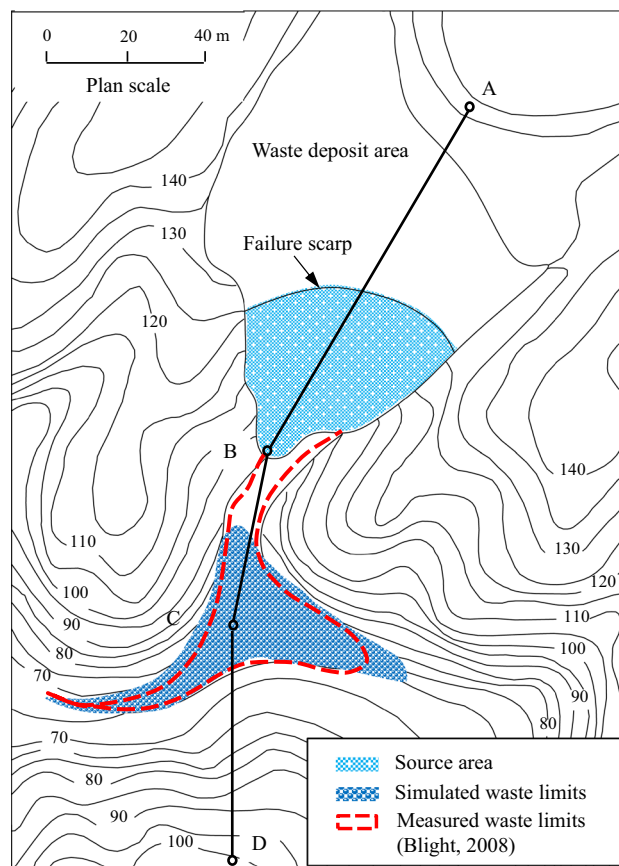 0 20 40 m
Plan scale
A
Waste deposit area
140
130
Failure scarp
120
B
140
110
130
100
120
90
110
C
80
100
70
90
80
70
80
90
100
D
Source area
Simulated waste limits
Measured waste limits
(Blight, 2008)